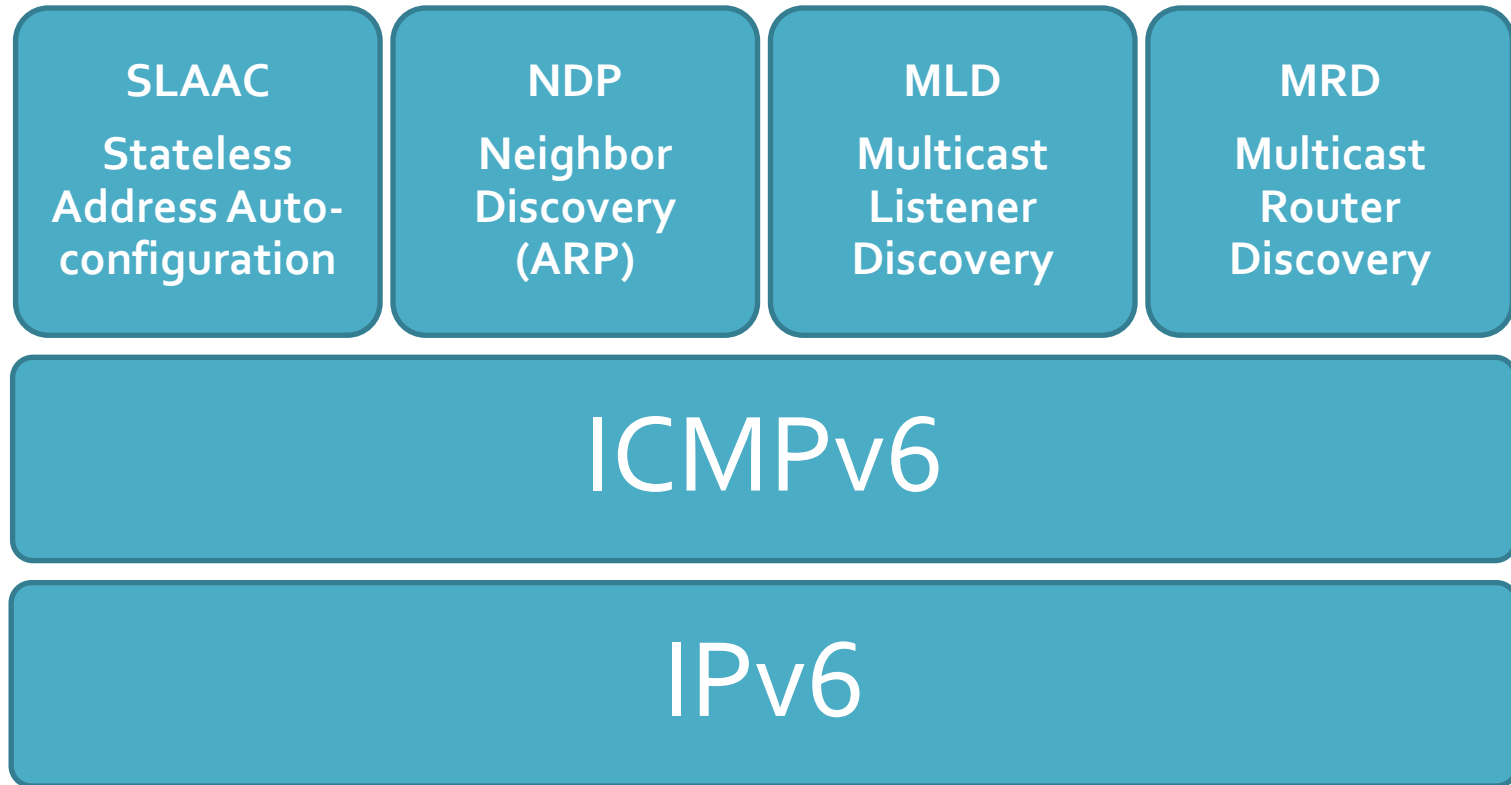 SLAAC
Stateless
Address Auto-
configuration
NDP
Neighbor
Discovery
(ARP)
MLD
Multicast
Listener
Discovery
MRD
Multicast
Router
Discovery
ICMPv6
IPv6